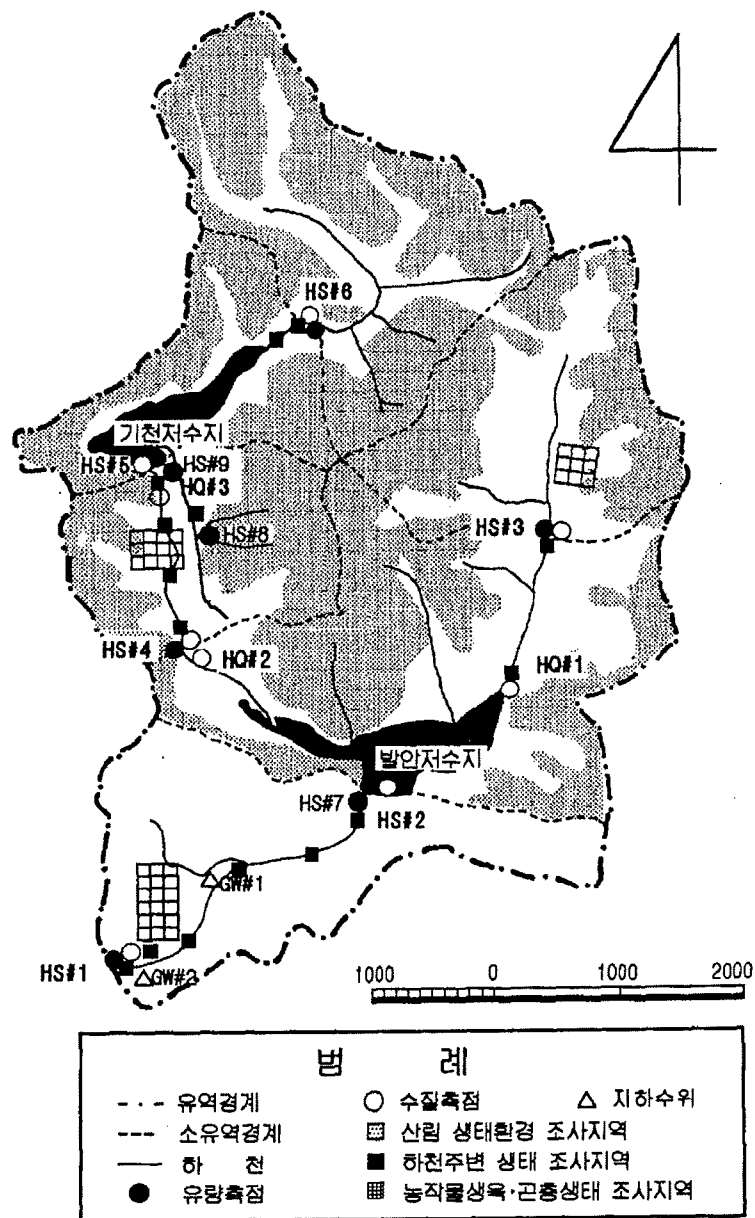 HS#6
기천저수지
HS#5
HS#9
HQ#3
HS#8
HS#3
HS#4
HQ#2
HQ#1
발안저수지
HS#7
HS#2
GW#1
HS#1
GW#2
1000 0 1000 2000
범 례
유역경계
수질측점
지하수위
소유역경계
산림 생태환경 조사지역
하 천
하천주변 생태 조사지역
유량측점
농작물생육·곤충생태 조사지역